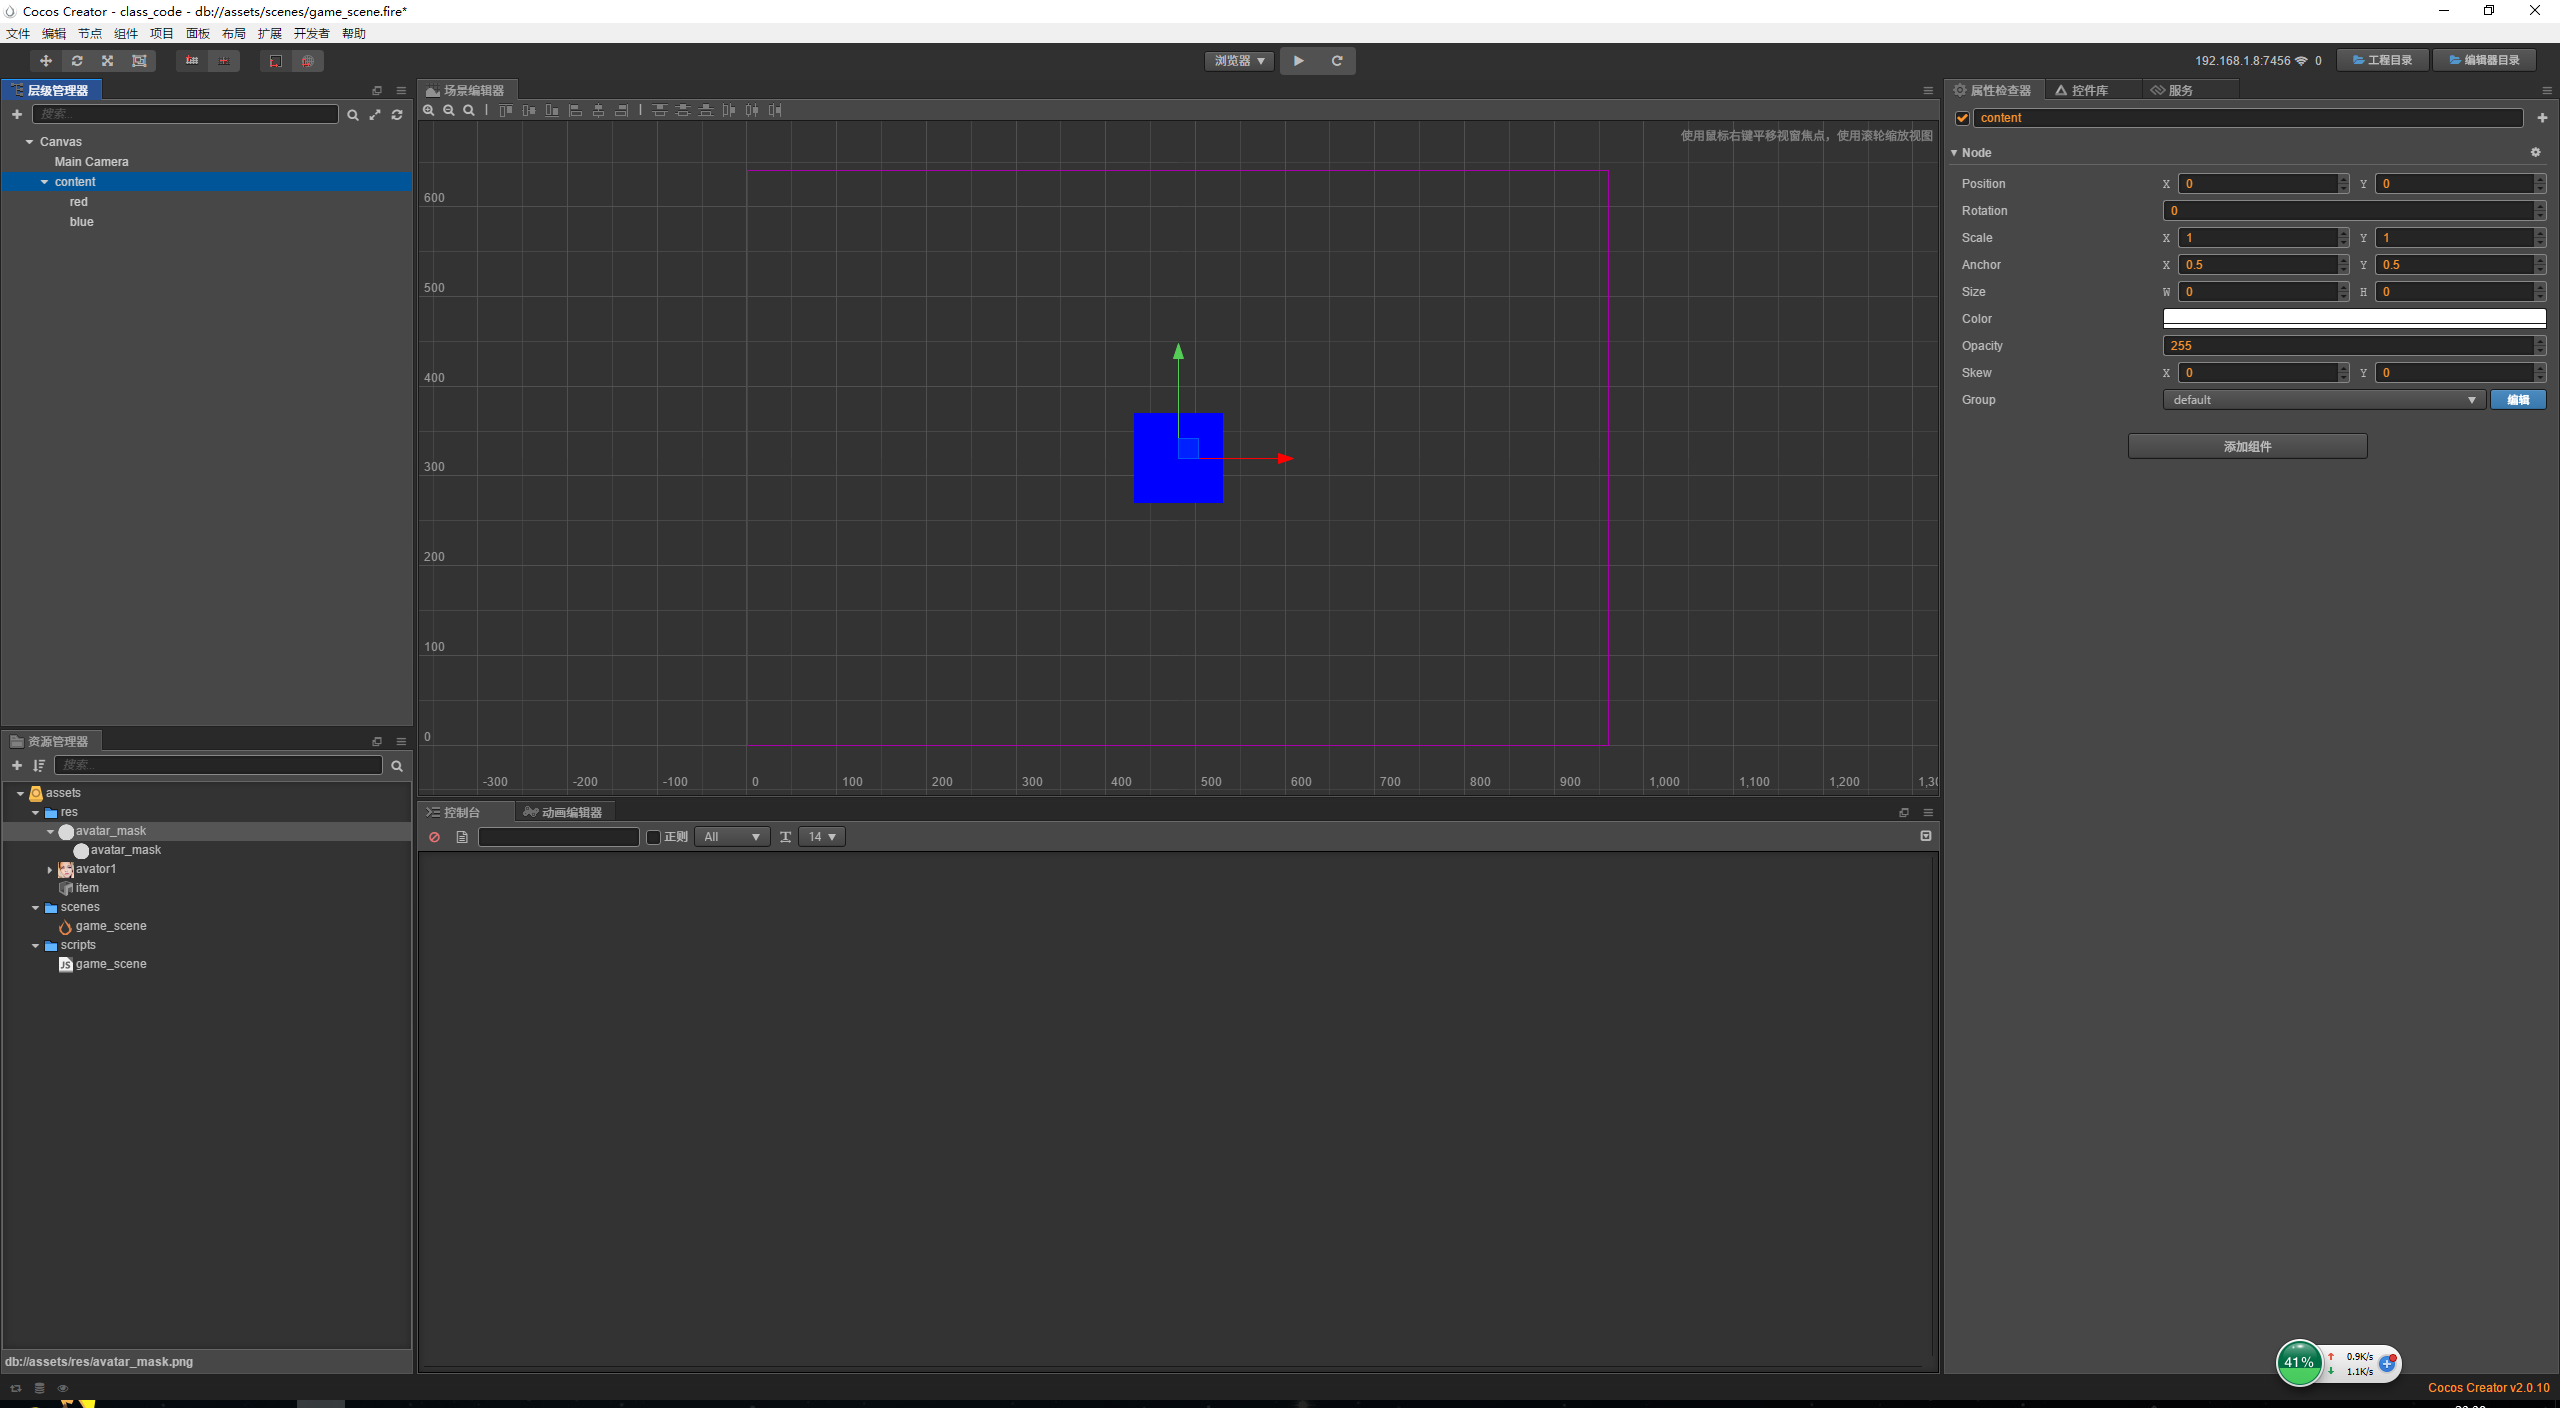 Cocos Creator - class_code - db://assets/scenes/game_scene.fire*
文件 编辑 节点 组件 项目 面板 布局 扩展 开发者 帮助
浏览器
192.168.1.8:7456 0
工程目录
编辑器目录
层级管理器
搜索...
Canvas
Main Camera
content
red
blue
场景编辑器
使用鼠标右键平移视窗焦点，使用滚轮缩放视图
600
500
400
300
200
100
0
-300 -200 -100 0 100 200 300 400 500 600 700 800 900 1,000 1,100 1,200
属性检查器 控件库 服务
content
Node
Position X 0 Y 0
Rotation 0
Scale X 1 Y 1
Anchor X 0.5 Y 0.5
Size W 0 H 0
Color
Opacity 255
Skew X 0 Y 0
Group default 编辑
添加组件
资源管理器
搜索...
assets
res
avatar_mask
avatar_mask
avator1
item
scenes
game_scene
scripts
JS game_scene
db://assets/res/avatar_mask.png
控制台 动画编辑器
正则 All 14
41%
0.9K/s
1.1K/s
Cocos Creator v2.0.10